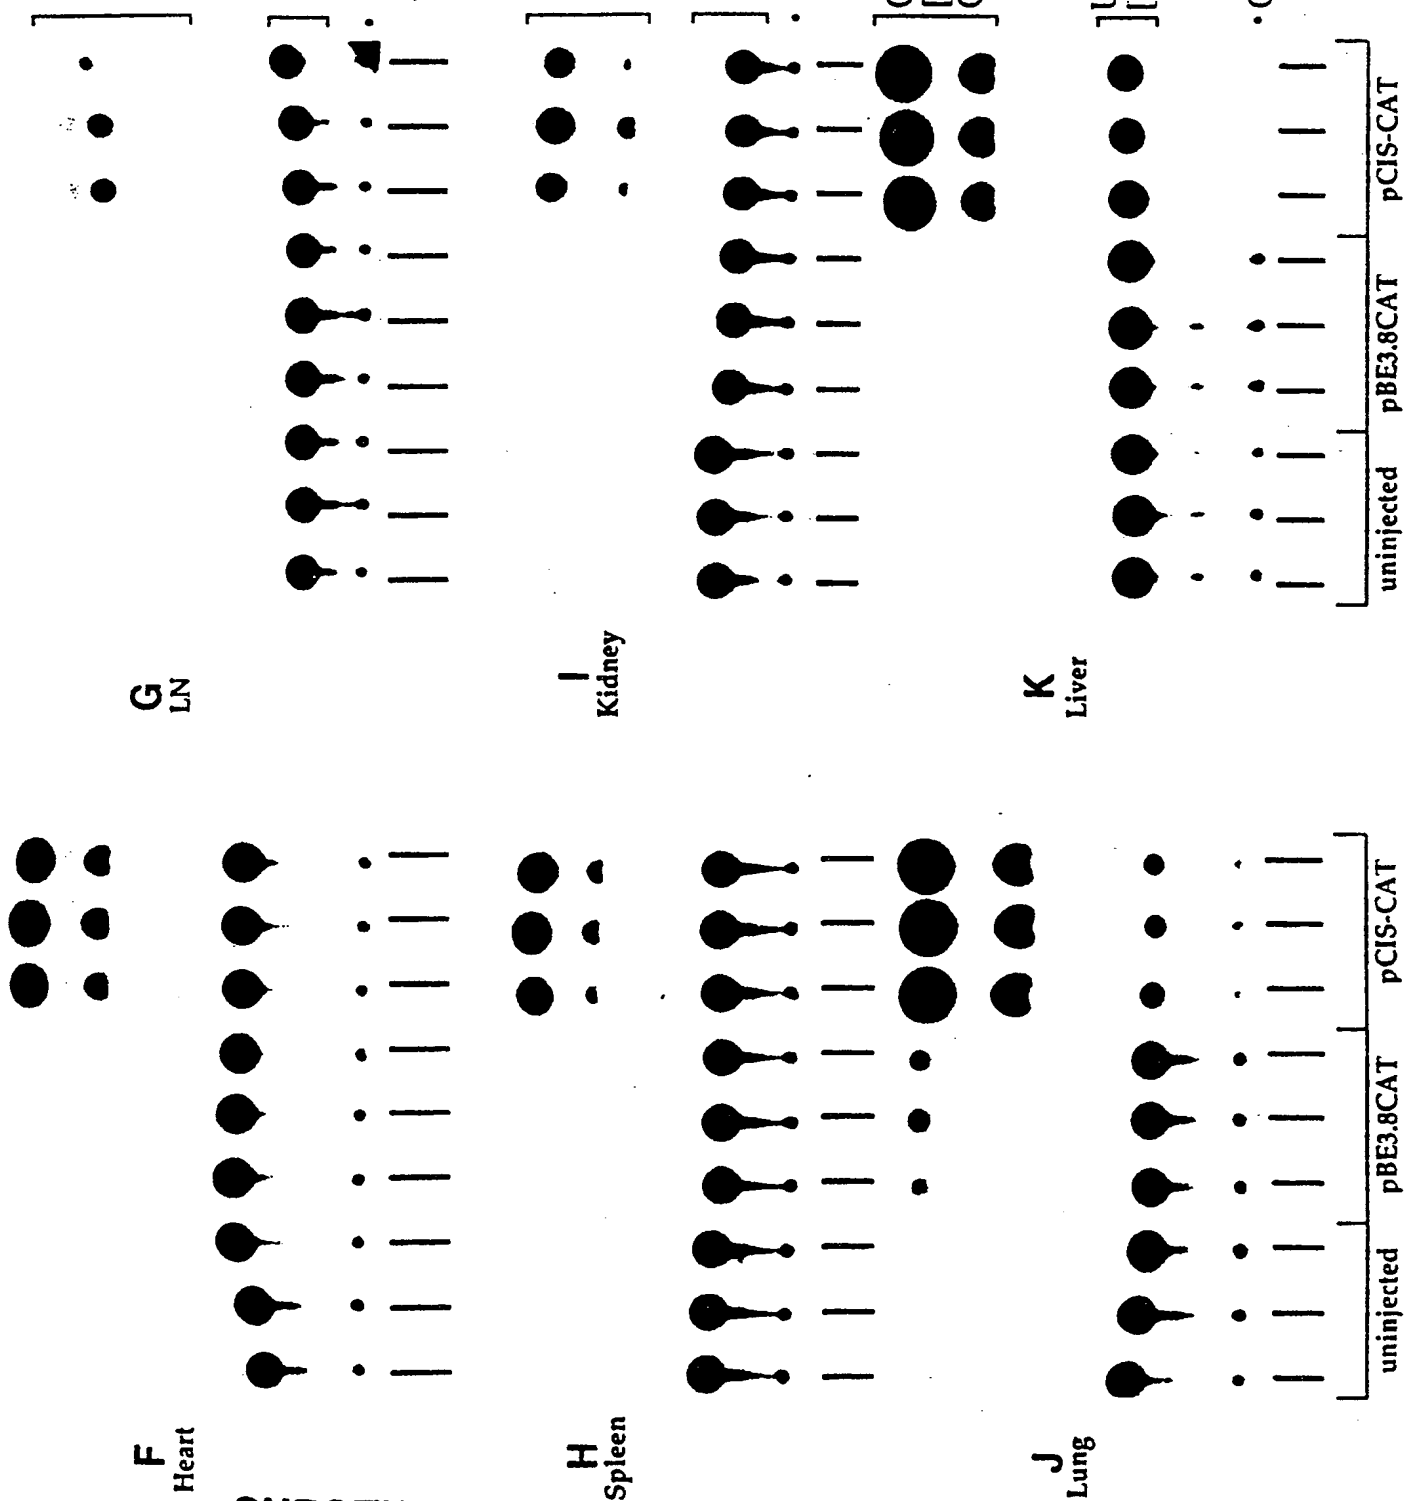 F
Heart
G
LN
H
Spleen
I
Kidney
J
Lung
K
Liver
uninjected
pBE3.8CAT
pCIS-CAT
uninjected
pBE3.8CAT
pCIS-CAT